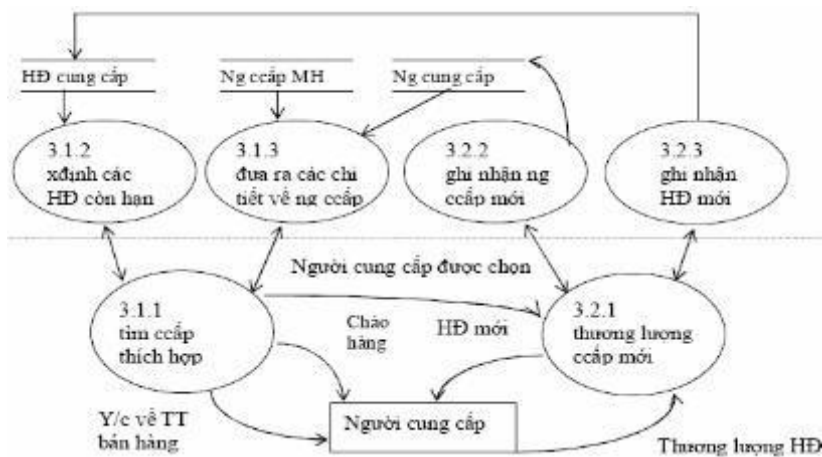 HĐ cung cấp
Ng ccấp MH
Ng cung cấp
3.1.2
xđịnh các
HĐ còn hạn
3.1.3
đưa ra các chi
tiết về ng ccấp
3.2.2
ghi nhận ng
ccấp mới
3.2.3
ghi nhận
HĐ mới
Người cung cấp được chọn
3.1.1
tìm ccấp
thích hợp
Chào
hàng
HĐ mới
3.2.1
thương lượng
ccấp mới
Y/c về TT
bán hàng
Người cung cấp
Thương lượng HĐ